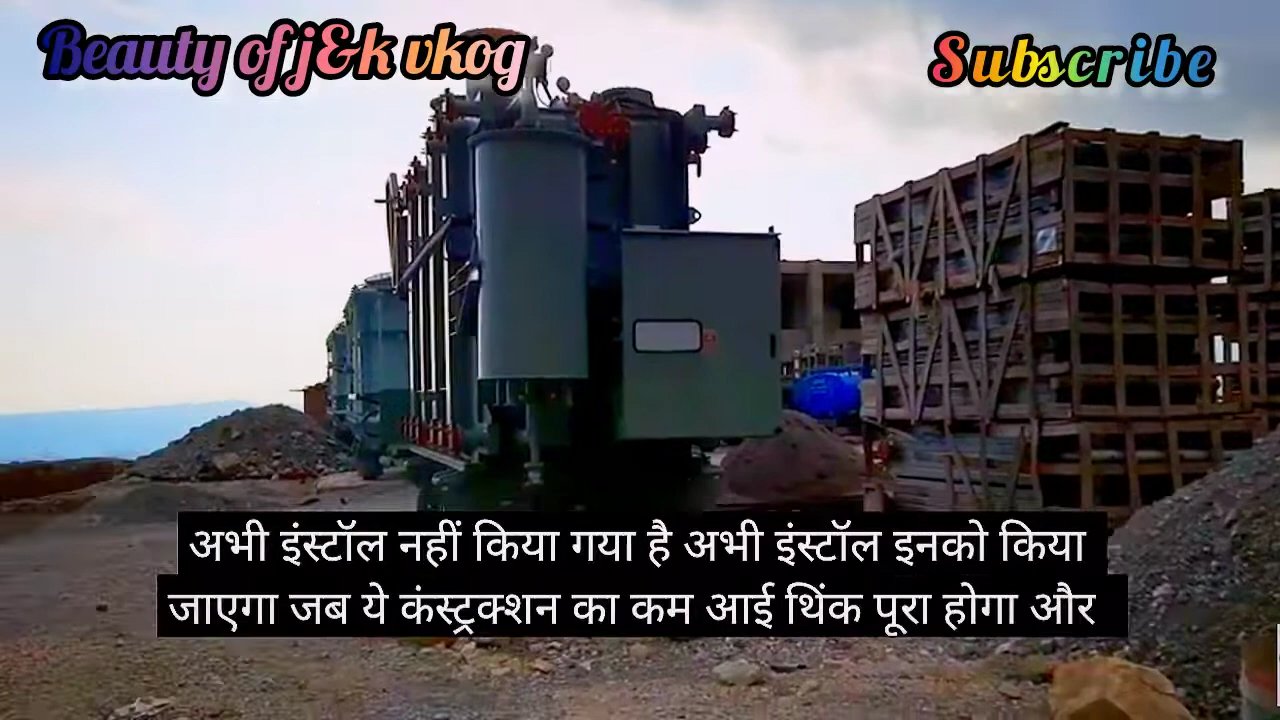 Beauty of j&k vkog
Subscribe
अभी इंस्टॉल नहीं किया गया है अभी इंस्टॉल इनको किया
जाएगा जब ये कंस्ट्रक्शन का कम आई थिंक पूरा होगा और